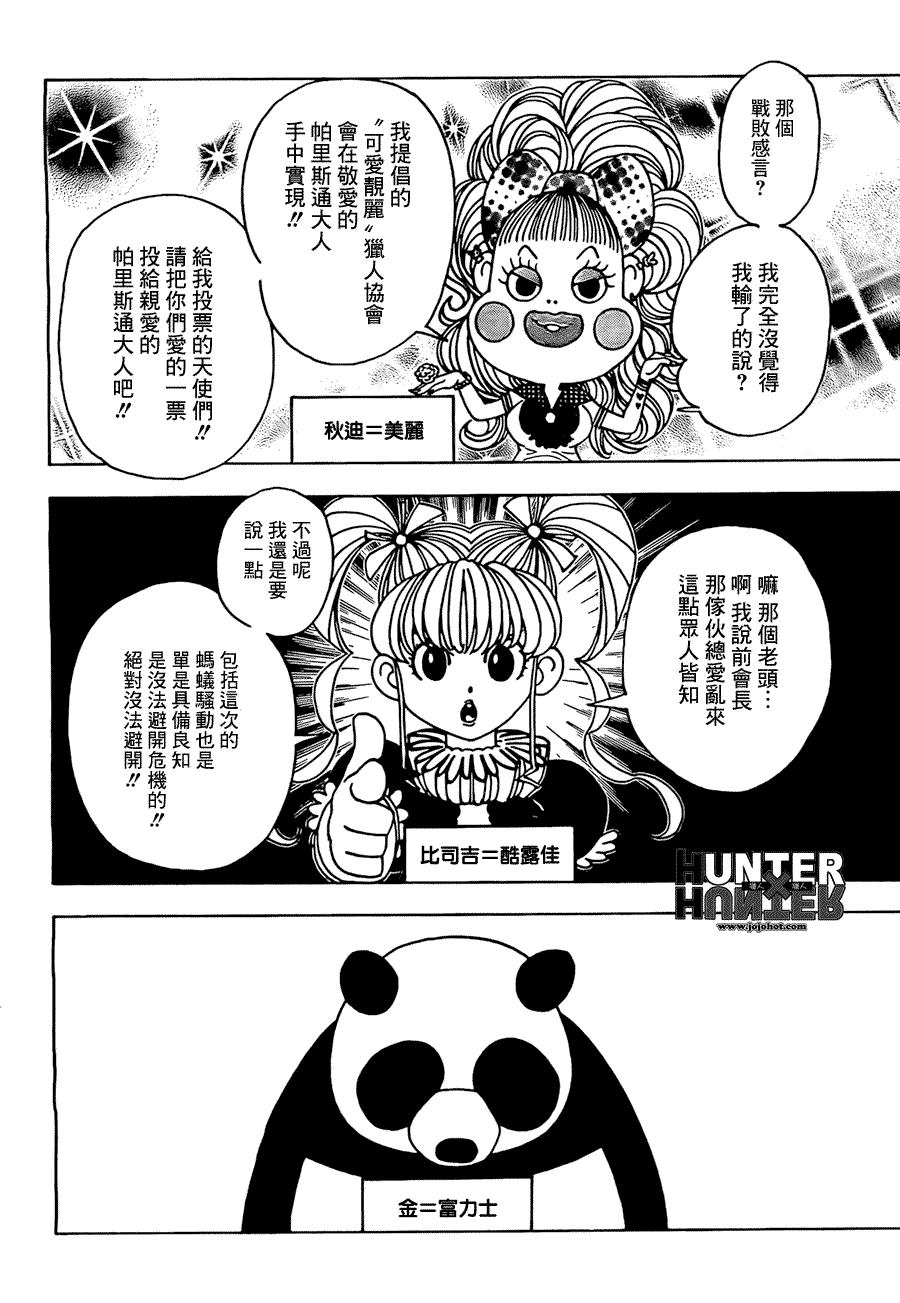 那個
戰敗感言？
我完全沒覺得
我輸了的說？
我提倡的
〝可愛靚麗〞獵人協會
會在敬愛的
帕里斯通大人
手中實現!!
給我投票的天使們!!
請把你們愛的一票
投給親愛的
帕里斯通大人吧!!
秋迪＝美麗
嘛 那個老頭…
啊 我說前會長
那傢伙總愛亂來
這點眾人皆知
不過呢
我還是要
說一點
包括這次的
螞蟻騷動也是
單是具備良知
是沒法避開危機的!!
絕對沒法避開!!
比司吉＝酷露佳
HUNTER
HUNTER
獵人
獵人
www.jojohot.com
金＝富力士